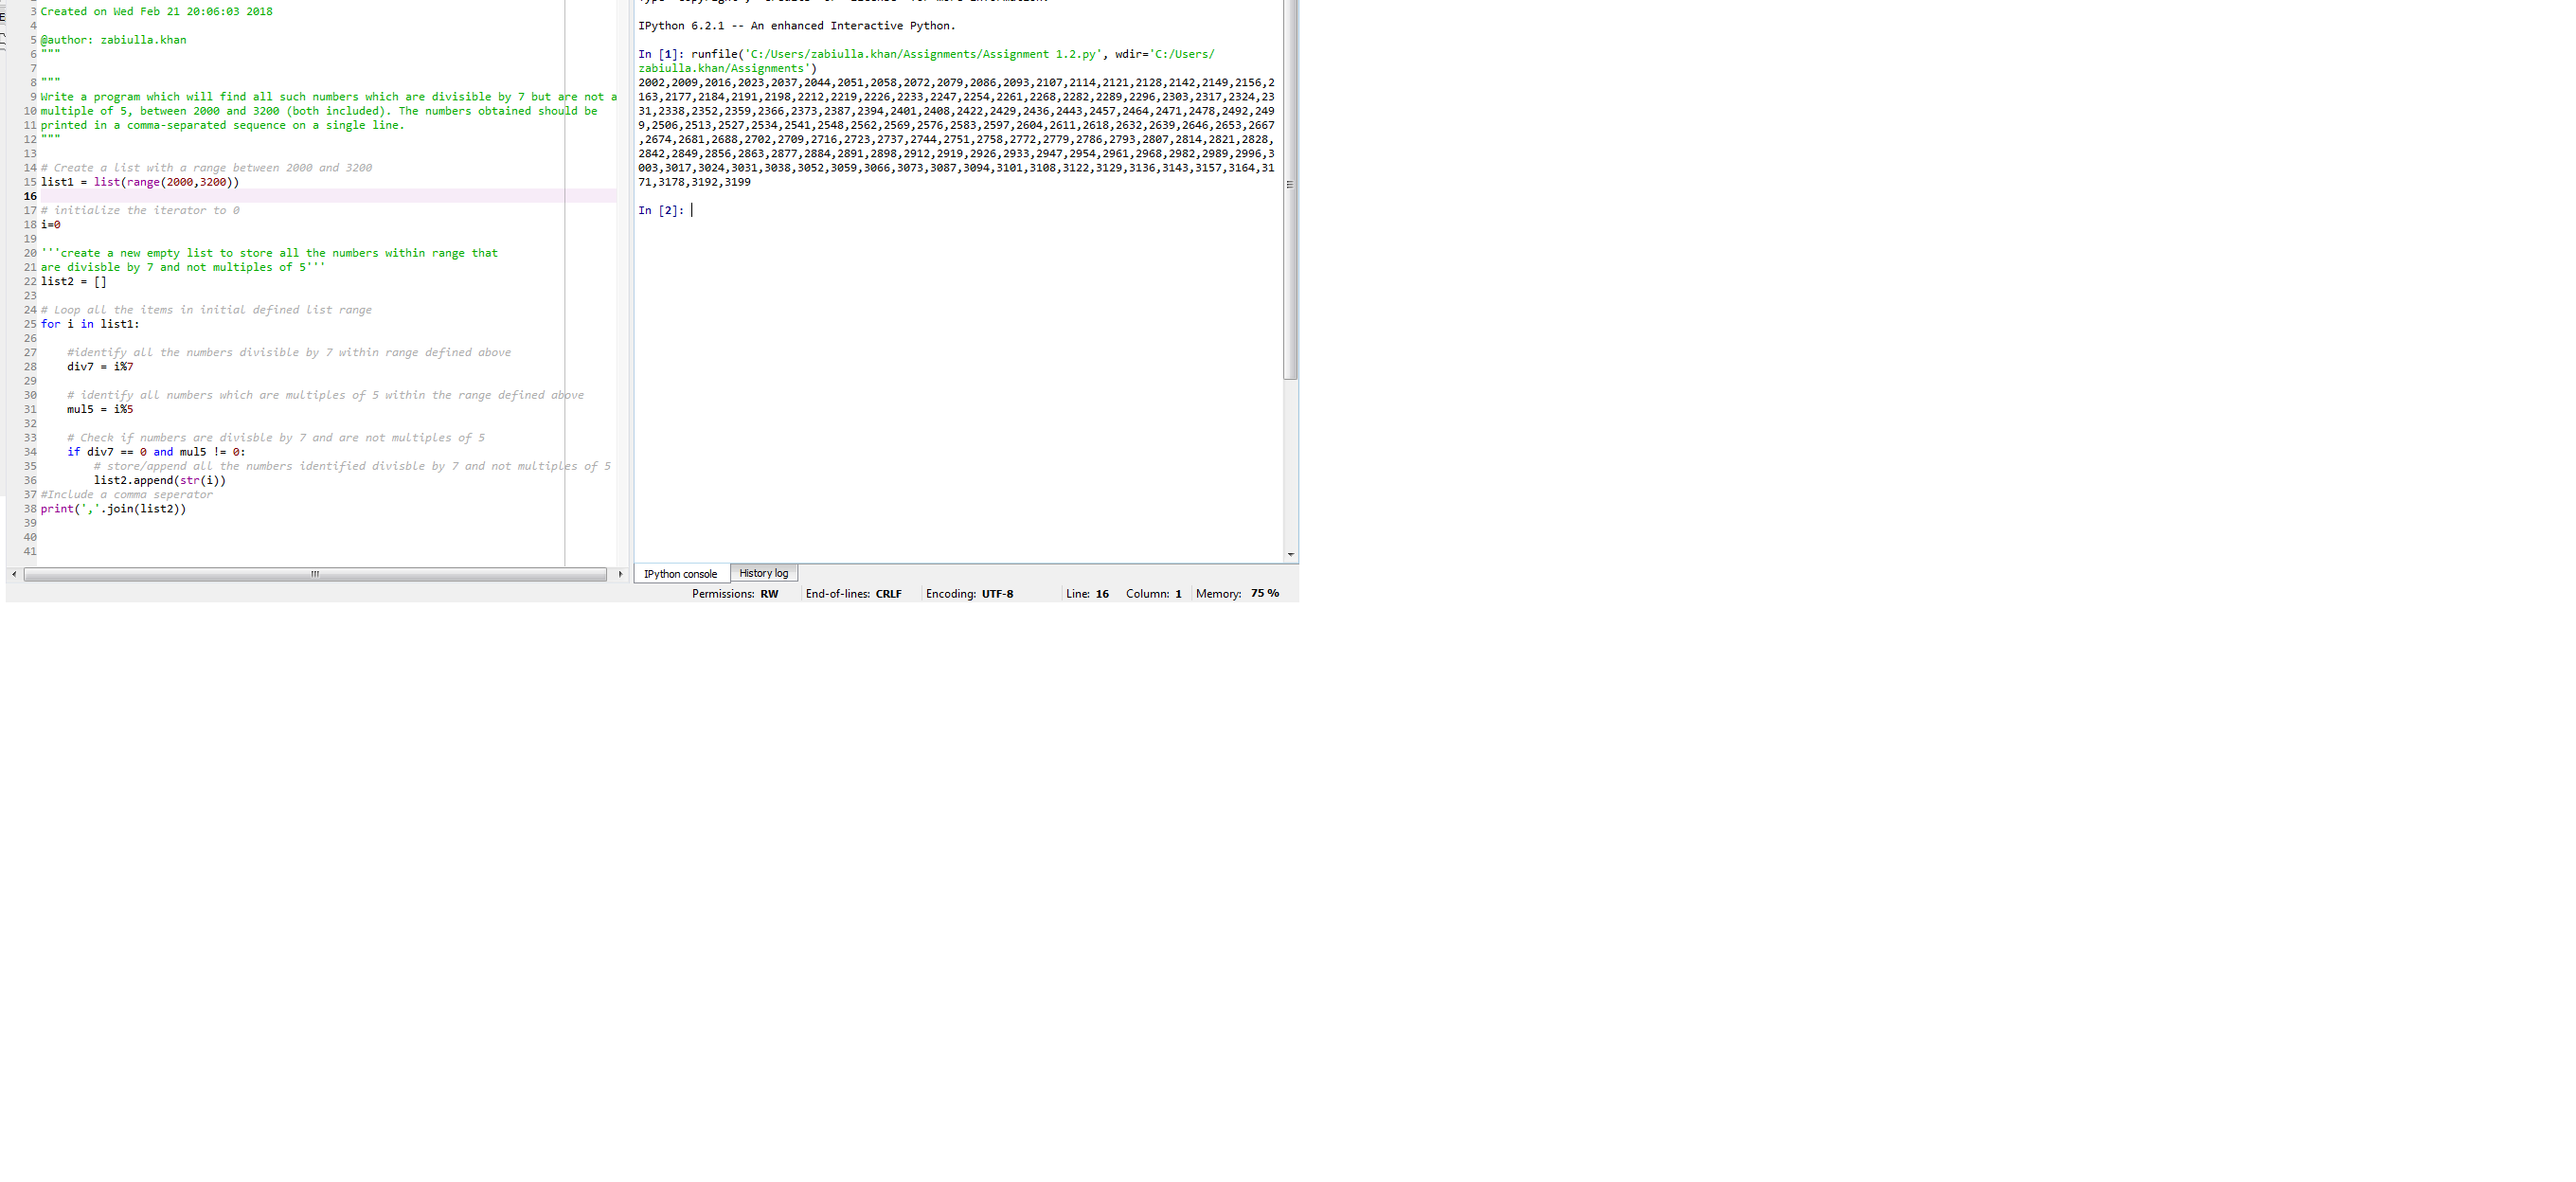 3 Created on Wed Feb 21 20:06:03 2018
4
5 @author: zabiulla.khan
6 """
7
8 """
9 Write a program which will find all such numbers which are divisible by 7 but are not a
10 multiple of 5, between 2000 and 3200 (both included). The numbers obtained should be
11 printed in a comma-separated sequence on a single line.
12 """
13
14 # Create a list with a range between 2000 and 3200
15 list1 = list(range(2000,3200))
16
17 # initialize the iterator to 0
18 i=0
19
20 '''create a new empty list to store all the numbers within range that
21 are divisble by 7 and not multiples of 5'''
22 list2 = []
23
24 # Loop all the items in initial defined list range
25 for i in list1:
26
27     #identify all the numbers divisible by 7 within range defined above
28     div7 = i%7
29
30     # identify all numbers which are multiples of 5 within the range defined above
31     mul5 = i%5
32
33     # Check if numbers are divisble by 7 and are not multiples of 5
34     if div7 == 0 and mul5 != 0:
35         # store/append all the numbers identified divisble by 7 and not multiples of 5
36         list2.append(str(i))
37 #Include a comma seperator
38 print(','.join(list2))
39
40
41
IPython 6.2.1 -- An enhanced Interactive Python.
In [1]: runfile('C:/Users/zabiulla.khan/Assignments/Assignment 1.2.py', wdir='C:/Users/
zabiulla.khan/Assignments')
2002,2009,2016,2023,2037,2044,2051,2058,2072,2079,2086,2093,2107,2114,2121,2128,2142,2149,2156,2
163,2177,2184,2191,2198,2212,2219,2226,2233,2247,2254,2261,2268,2282,2289,2296,2303,2317,2324,23
31,2338,2352,2359,2366,2373,2387,2394,2401,2408,2422,2429,2436,2443,2457,2464,2471,2478,2492,249
9,2506,2513,2527,2534,2541,2548,2562,2569,2576,2583,2597,2604,2611,2618,2632,2639,2646,2653,2667
,2674,2681,2688,2702,2709,2716,2723,2737,2744,2751,2758,2772,2779,2786,2793,2807,2814,2821,2828,
2842,2849,2856,2863,2877,2884,2891,2898,2912,2919,2926,2933,2947,2954,2961,2968,2982,2989,2996,3
003,3017,3024,3031,3038,3052,3059,3066,3073,3087,3094,3101,3108,3122,3129,3136,3143,3157,3164,31
71,3178,3192,3199
In [2]:
IPython console History log
Permissions: RW End-of-lines: CRLF Encoding: UTF-8 Line: 16 Column: 1 Memory: 75 %